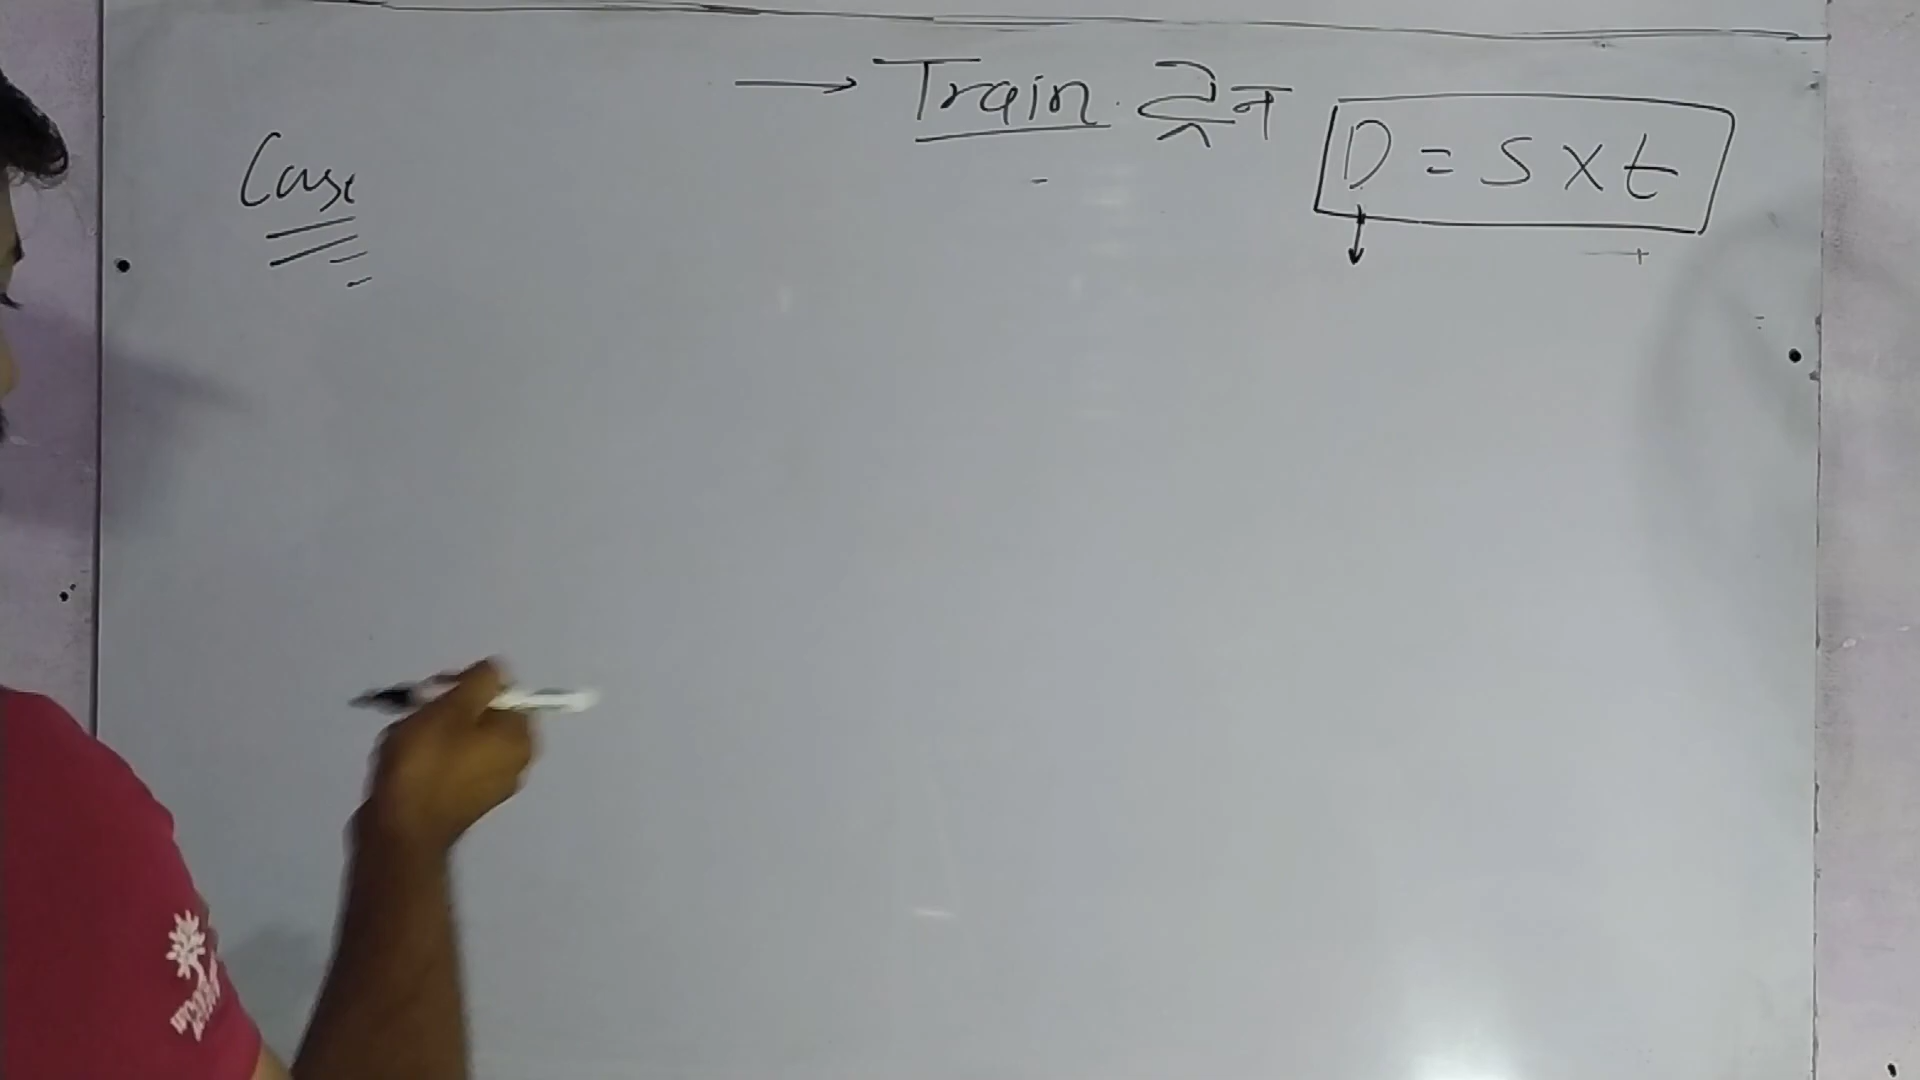 → Train ट्रेन
D = S x t
Case